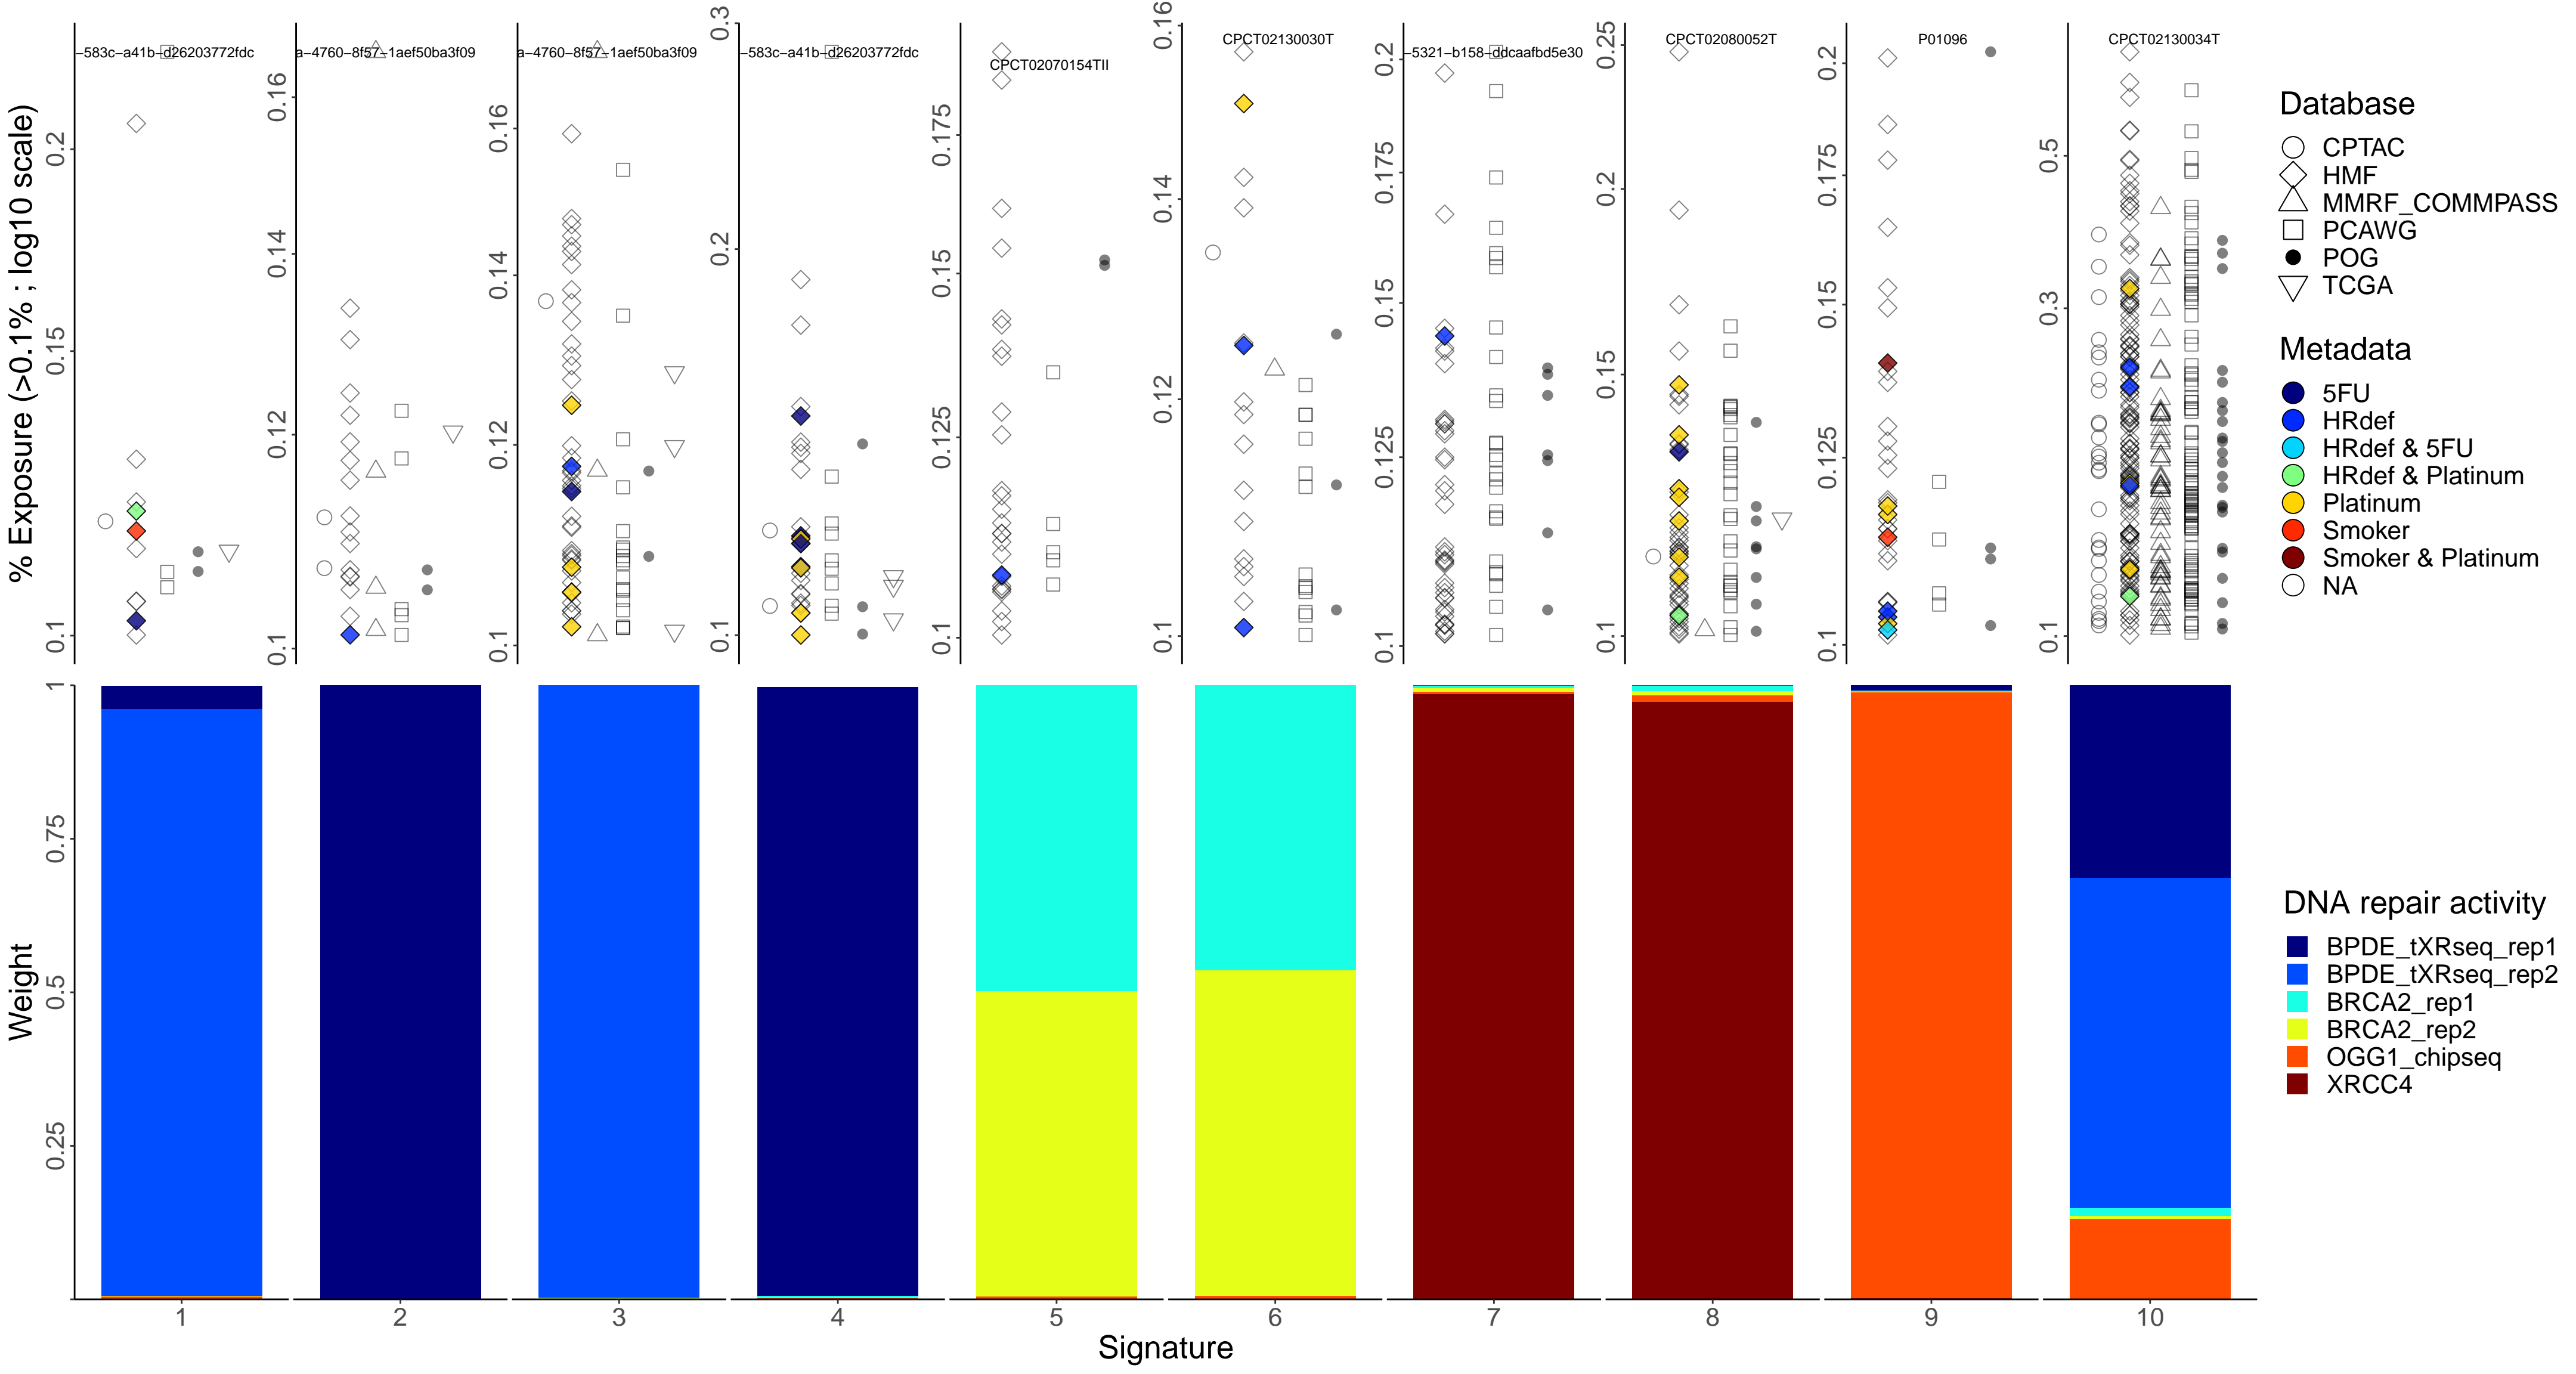 % Exposure (>0.1% ; log10 scale)
0.2
0.15
0.1
−583c−a41b−d26203772fdc
0.16
0.14
0.12
0.1
a−4760−8f57−1aef50ba3f09
0.16
0.14
0.12
0.1
a−4760−8f57−1aef50ba3f09
0.3
0.2
0.1
−583c−a41b−d26203772fdc
0.175
0.15
0.125
0.1
CPCT02070154TII
0.16
0.14
0.12
0.1
CPCT02130030T
0.2
0.175
0.15
0.125
0.1
−5321−b158−ddcaafbd5e30
0.25
0.2
0.15
0.1
CPCT02080052T
0.2
0.175
0.15
0.125
0.1
P01096
0.5
0.3
0.1
CPCT02130034T
Database
CPTAC
HMF
MMRF_COMMPASS
PCAWG
POG
TCGA
Metadata
5FU
HRdef
HRdef & 5FU
HRdef & Platinum
Platinum
Smoker
Smoker & Platinum
NA
Weight
1
0.75
0.5
0.25
1
2
3
4
5
6
7
8
9
10
Signature
DNA repair activity
BPDE_tXRseq_rep1
BPDE_tXRseq_rep2
BRCA2_rep1
BRCA2_rep2
OGG1_chipseq
XRCC4